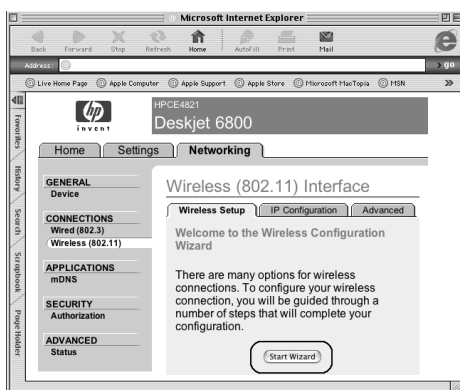 Microsoft Internet Explorer
Back Forward Stop Refresh Home AutoFill Print Mail
Address: go
Live Home Page Apple Computer Apple Support Apple Store Microsoft MacTopia MSN
Favorites
History
Search
Scrapbook
Page Holder
hp
invent
HPCE4821
Deskjet 6800
Home Settings Networking
GENERAL
Device
CONNECTIONS
Wired (802.3)
Wireless (802.11)
APPLICATIONS
mDNS
SECURITY
Authorization
ADVANCED
Status
Wireless (802.11) Interface
Wireless Setup IP Configuration Advanced
Welcome to the Wireless Configuration
Wizard
There are many options for wireless
connections. To configure your wireless
connection, you will be guided through a
number of steps that will complete your
configuration.
Start Wizard